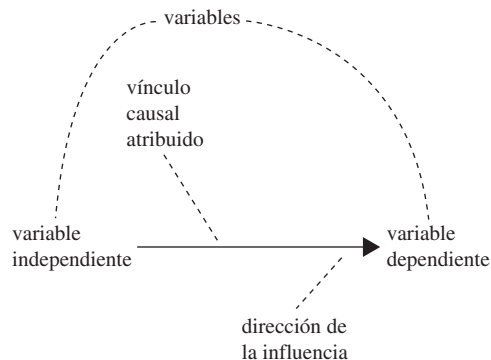 variables
vínculo
causal
atribuido
variable
independiente
variable
dependiente
dirección de
la influencia